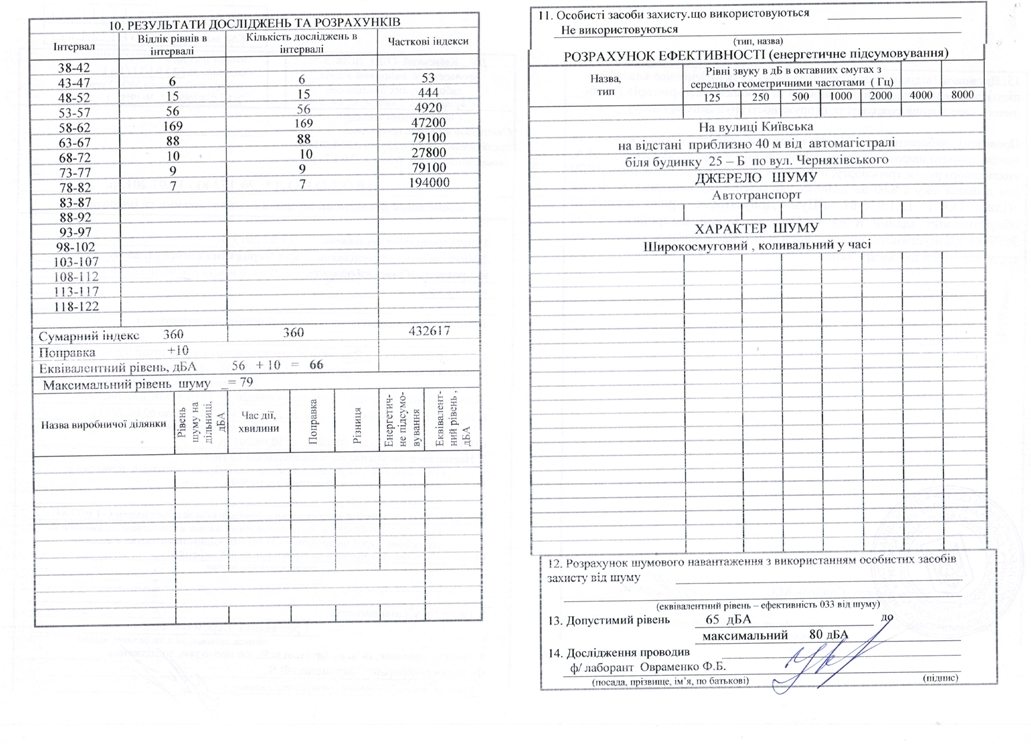 10. РЕЗУЛЬТАТИ ДОСЛІДЖЕНЬ ТА РОЗРАХУНКІВ
Інтервал Відлік рівнів в інтервалі Кількість досліджень в інтервалі Часткові індекси
38-42
43-47 6 6 53
48-52 15 15 444
53-57 56 56 4920
58-62 169 169 47200
63-67 88 88 79100
68-72 10 10 27800
73-77 9 9 79100
78-82 7 7 194000
83-87
88-92
93-97
98-102
103-107
108-112
113-117
118-122
Сумарний індекс 360 360 432617
Поправка +10
Еквівалентний рівень, дБА 56 + 10 = 66
Максимальний рівень шуму _= 79
Назва виробничої ділянки Рівень шуму на дільниці, дБА Час дії, хвилини Поправка Різниця Енергетич-не підсумо-вування Еквівалент-ний рівень , дБА
11. Особисті засоби захисту.що використовуються
Не використовуються
(тип, назва)
РОЗРАХУНОК ЕФЕКТИВНОСТІ (енергетичне підсумовування)
Назва, тип Рівні звуку в дБ в октавних смугах з середньо геометричними частотами ( Гц)
125 250 500 1000 2000 4000 8000
На вулиці Київська
на відстані приблизно 40 м від автомагістралі
біля будинку 25 – Б по вул. Черняхівського
ДЖЕРЕЛО ШУМУ
Автотранспорт
ХАРАКТЕР ШУМУ
Широкосмуговий , коливальний у часі
12. Розрахунок шумового навантаження з використанням особистих засобів
захисту від шуму
(еквівалентний рівень – ефективність 033 від шуму)
13. Допустимий рівень 65 дБА до
максимальний 80 дБА
14. Дослідження проводив
ф/ лаборант Овраменко Ф.Б.
(посада, прізвище, ім’я, по батькові) (підпис)